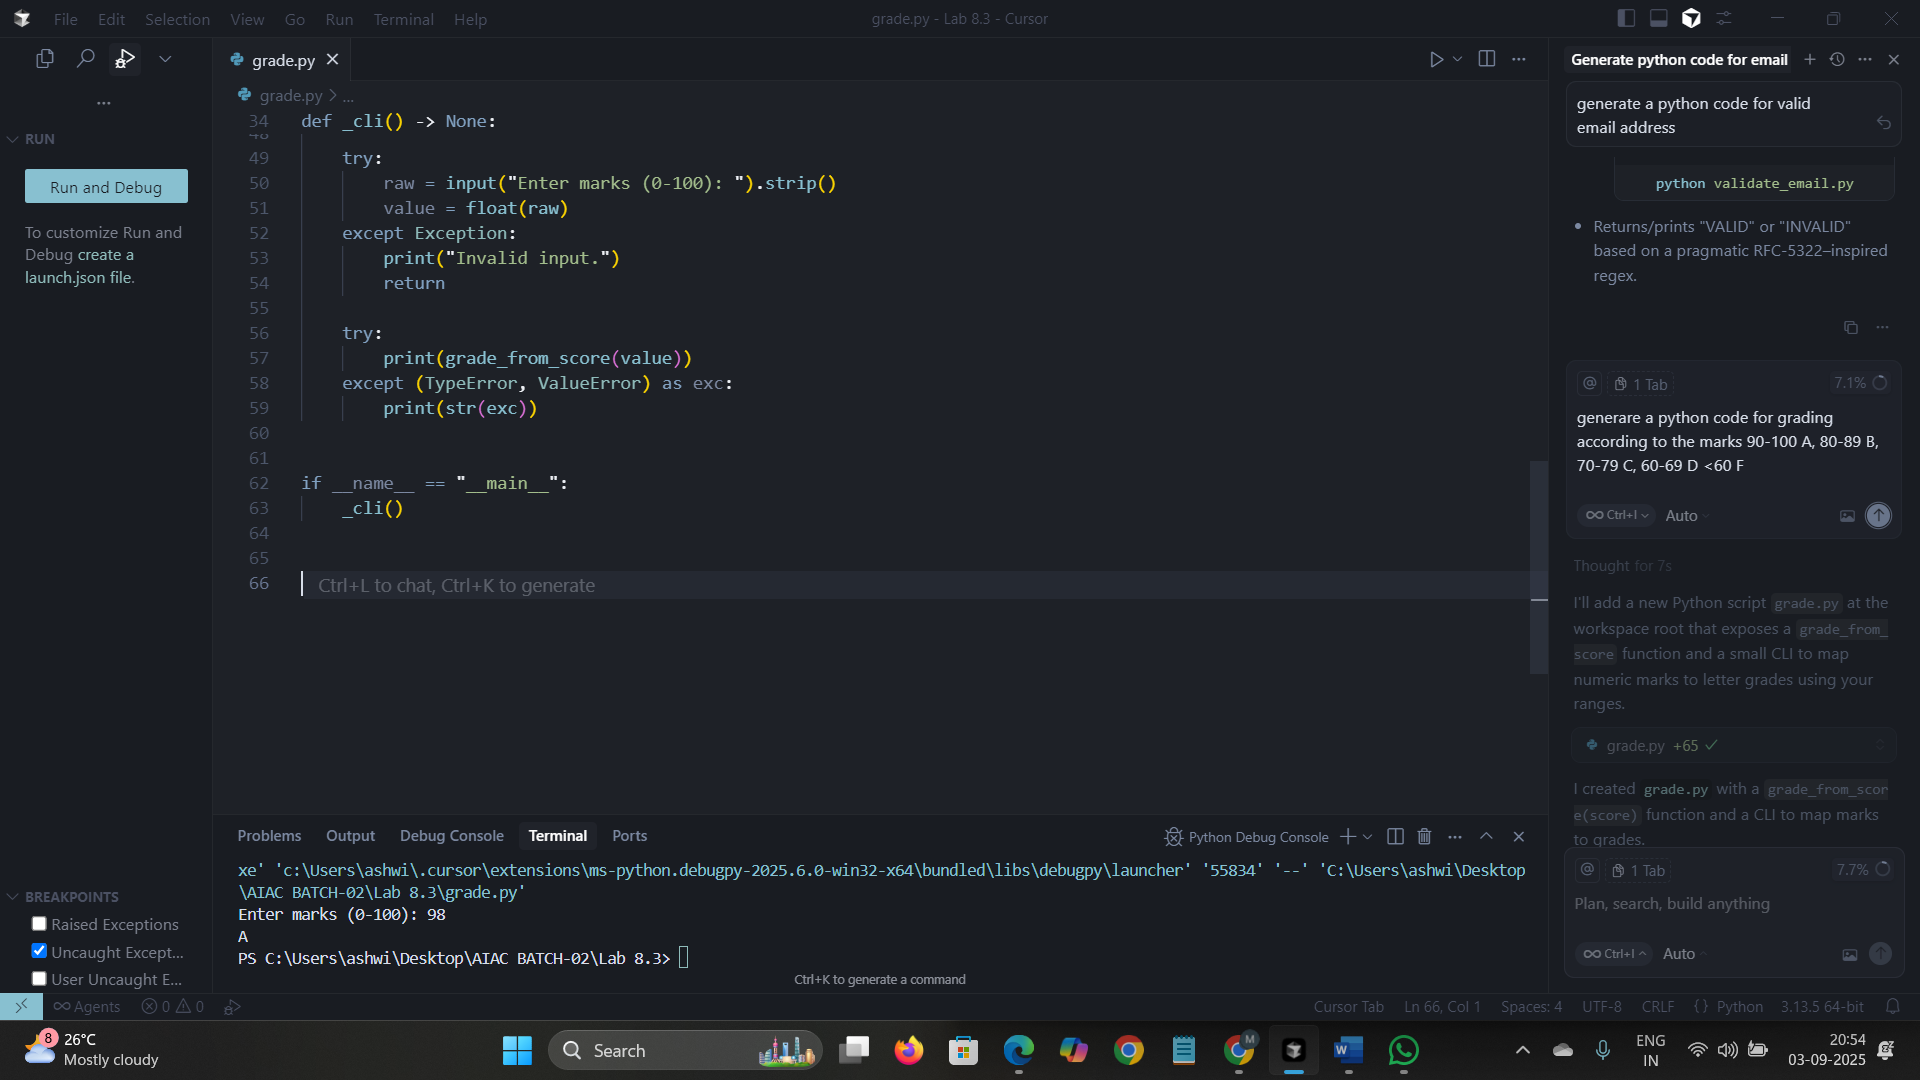 File Edit Selection View Go Run Terminal Help
grade.py - Lab 8.3 - Cursor
RUN
Run and Debug
To customize Run and
Debug create a
launch.json file.
BREAKPOINTS
Raised Exceptions
Uncaught Except...
User Uncaught E...
grade.py
grade.py > ...
34 def _cli() -> None:
48
49 try:
50 raw = input("Enter marks (0-100): ").strip()
51 value = float(raw)
52 except Exception:
53 print("Invalid input.")
54 return
55
56 try:
57 print(grade_from_score(value))
58 except (TypeError, ValueError) as exc:
59 print(str(exc))
60
61
62 if __name__ == "__main__":
63 _cli()
64
65
66 Ctrl+L to chat, Ctrl+K to generate
Problems Output Debug Console Terminal Ports
Python Debug Console
xe' 'c:\Users\ashwi\.cursor\extensions\ms-python.debugpy-2025.6.0-win32-x64\bundled\libs\debugpy\launcher' '55834' '--' 'C:\Users\ashwi\Desktop
\AIAC BATCH-02\Lab 8.3\grade.py'
Enter marks (0-100): 98
A
PS C:\Users\ashwi\Desktop\AIAC BATCH-02\Lab 8.3>
Ctrl+K to generate a command
Generate python code for email
generate a python code for valid
email address
python validate_email.py
• Returns/prints "VALID" or "INVALID"
based on a pragmatic RFC-5322–inspired
regex.
@ 1 Tab 7.1%
generare a python code for grading
according to the marks 90-100 A, 80-89 B,
70-79 C, 60-69 D <60 F
∞ Ctrl+I Auto
Thought for 7s
I'll add a new Python script grade.py at the
workspace root that exposes a grade_from_
score function and a small CLI to map
numeric marks to letter grades using your
ranges.
grade.py +65
I created grade.py with a grade_from_scor
e(score) function and a CLI to map marks
to grades.
@ 1 Tab 7.7%
Plan, search, build anything
∞ Ctrl+I Auto
Agents 0 0
Cursor Tab Ln 66, Col 1 Spaces: 4 UTF-8 CRLF {} Python 3.13.5 64-bit
8 26°C
Mostly cloudy
Search
M
ENG
IN
20:54
03-09-2025